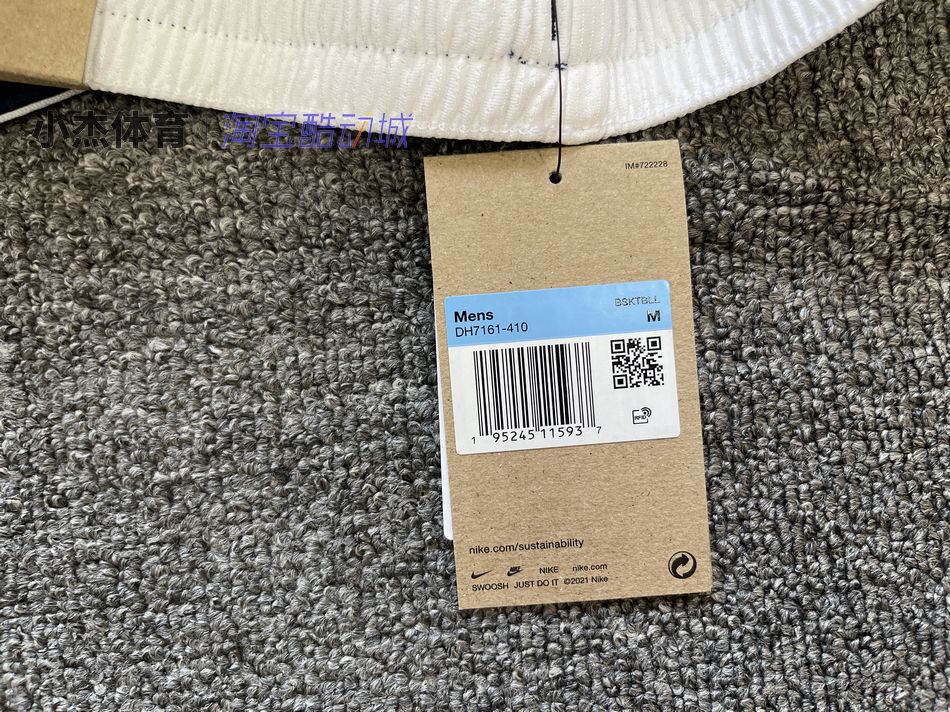 小杰体育
淘宝酷动城
IM#722228
BSKTBLL
Mens
M
DH7161-410
RFID
1 95245 11593 7
nike.com/sustainability
NIKE nike.com
SWOOSH JUST DO IT ©2021 Nike